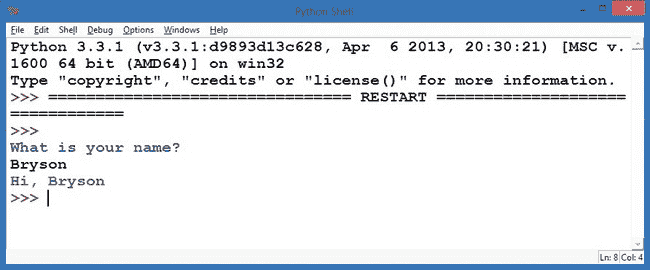 Python Shell
File Edit Shell Debug Options Windows Help
Python 3.3.1 (v3.3.1:d9893d13c628, Apr  6 2013, 20:30:21) [MSC v.
1600 64 bit (AMD64)] on win32
Type "copyright", "credits" or "license()" for more information.
>>> ================================ RESTART ====================
============
>>>
What is your name?
Bryson
Hi, Bryson
>>>
Ln: 8 Col: 4